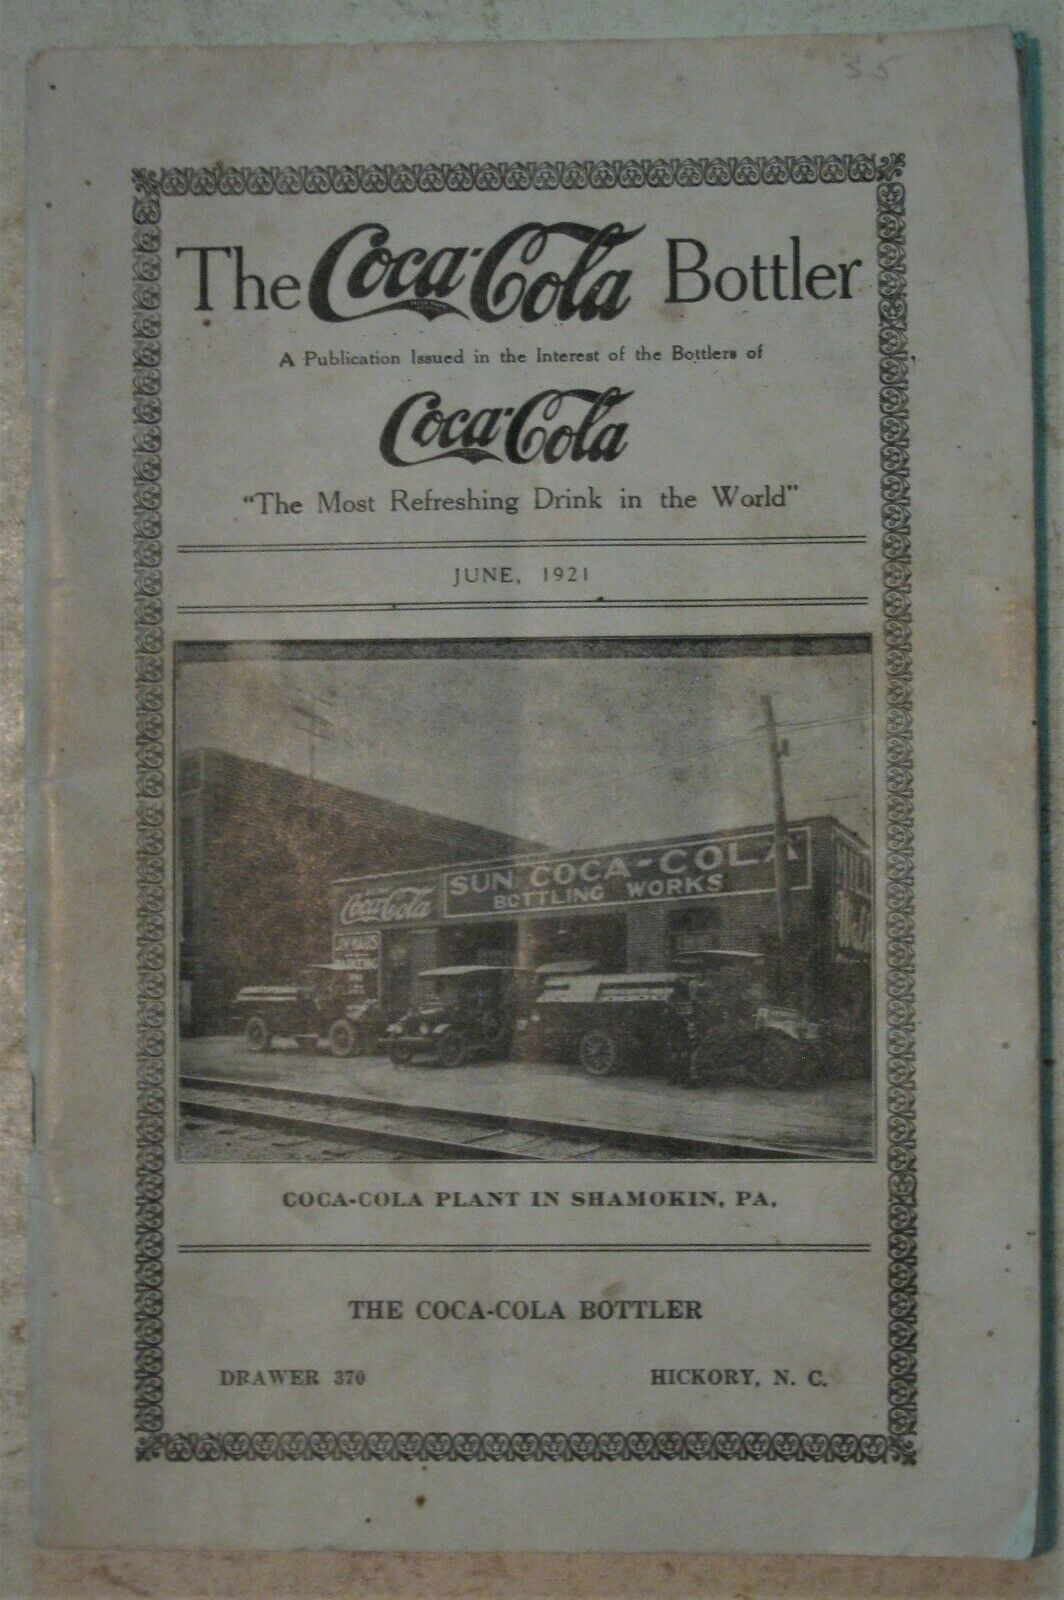 35
The Coca-Cola Bottler
A Publication Issued in the Interest of the Bottlers of
Coca-Cola
"The Most Refreshing Drink in the World"
JUNE, 1921
SUN COCA-COLA
BOTTLING WORKS
Coca-Cola
COCA-COLA PLANT IN SHAMOKIN, PA.
THE COCA-COLA BOTTLER
DRAWER 370 HICKORY, N. C.